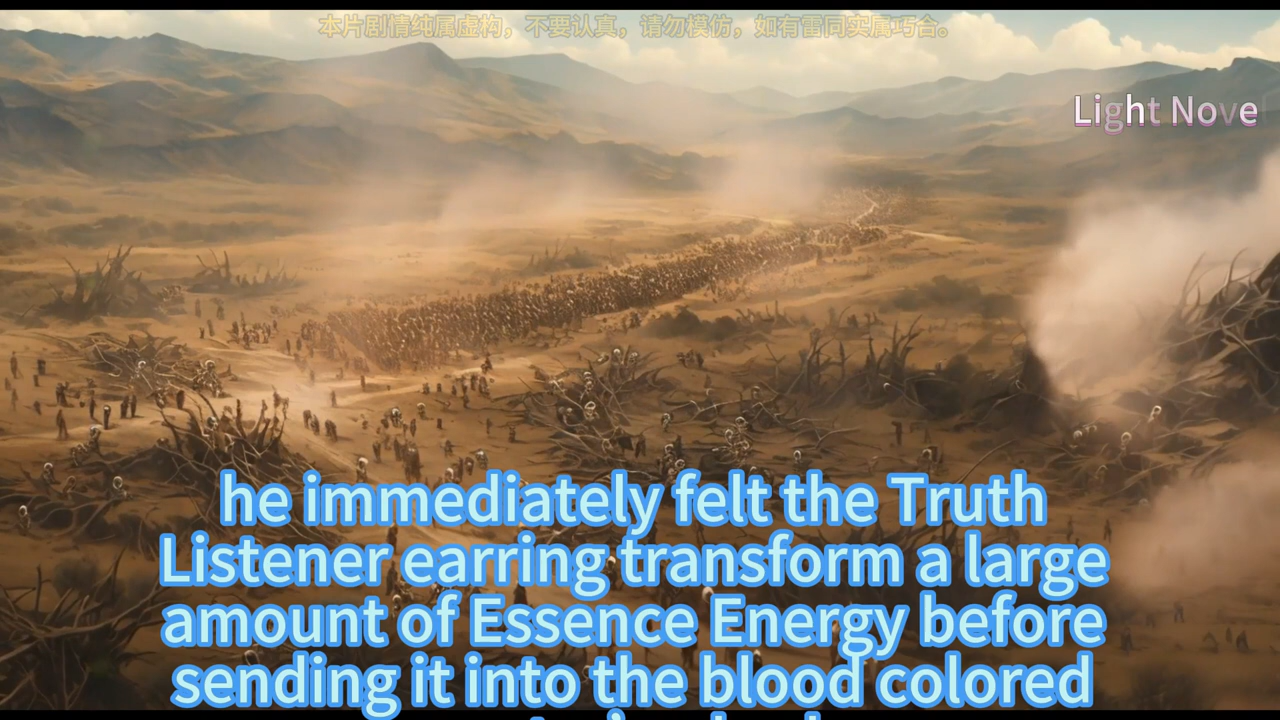 本片剧情纯属虚构，不要认真，请勿模仿，如有雷同实属巧合。
Light Nove
he immediately felt the Truth
Listener earring transform a large
amount of Essence Energy before
sending it into the blood colored